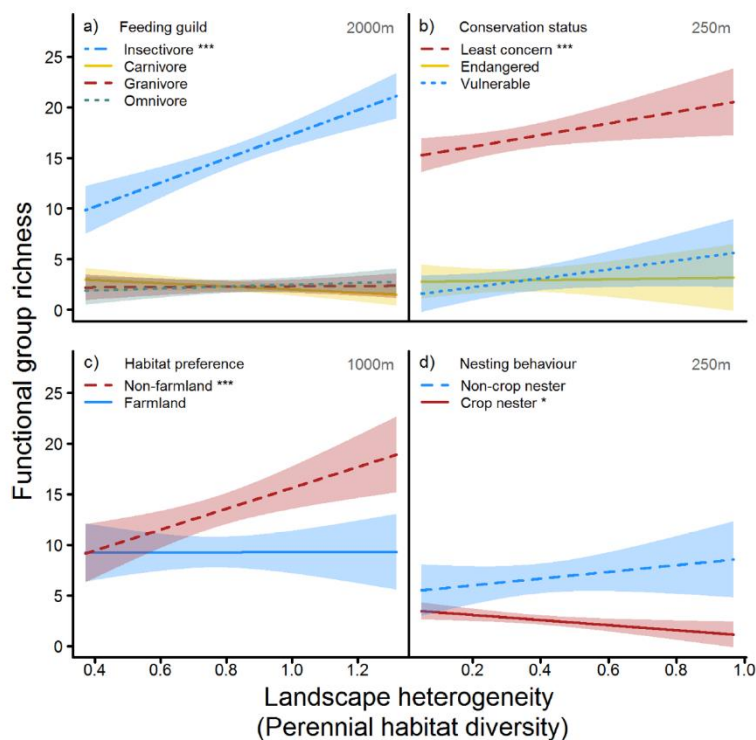 a) Feeding guild 2000m
Insectivore ***
Carnivore
Granivore
Omnivore
b) Conservation status 250m
Least concern ***
Endangered
Vulnerable
25
20
15
10
5
0
c) Habitat preference 1000m
Non-farmland ***
Farmland
d) Nesting behaviour 250m
Non-crop nester
Crop nester *
25
20
15
10
5
0
0.4 0.6 0.8 1.0 1.2
0.2 0.4 0.6 0.8 1.0
Functional group richness
Landscape heterogeneity
(Perennial habitat diversity)